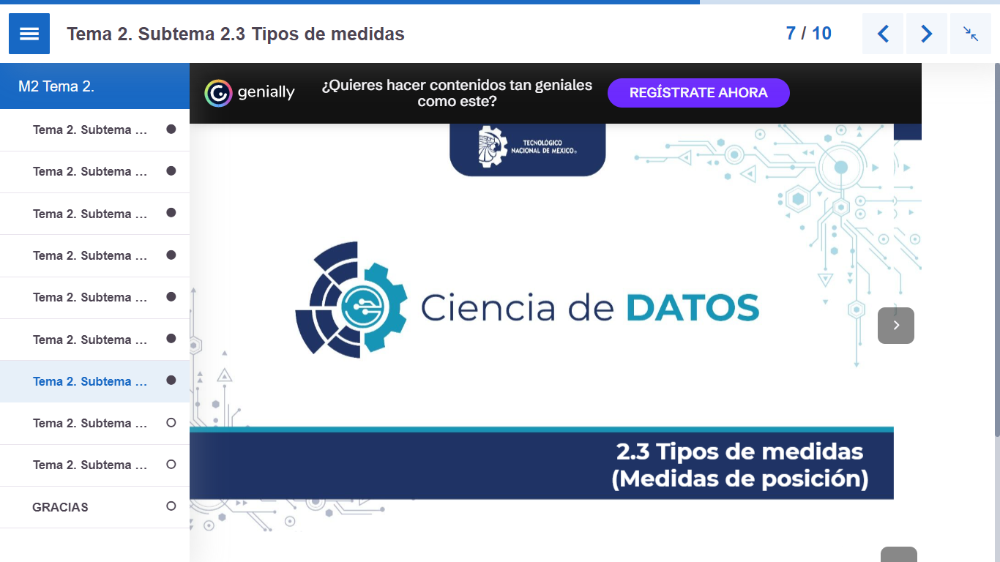 Tema 2. Subtema 2.3 Tipos de medidas
7 / 10
M2 Tema 2.
Tema 2. Subtema ...
Tema 2. Subtema ...
Tema 2. Subtema ...
Tema 2. Subtema ...
Tema 2. Subtema ...
Tema 2. Subtema ...
Tema 2. Subtema ...
Tema 2. Subtema ...
Tema 2. Subtema ...
GRACIAS
genially
¿Quieres hacer contenidos tan geniales
como este?
REGÍSTRATE AHORA
TECNOLÓGICO
NACIONAL DE MÉXICO®
Ciencia de DATOS
2.3 Tipos de medidas
(Medidas de posición)